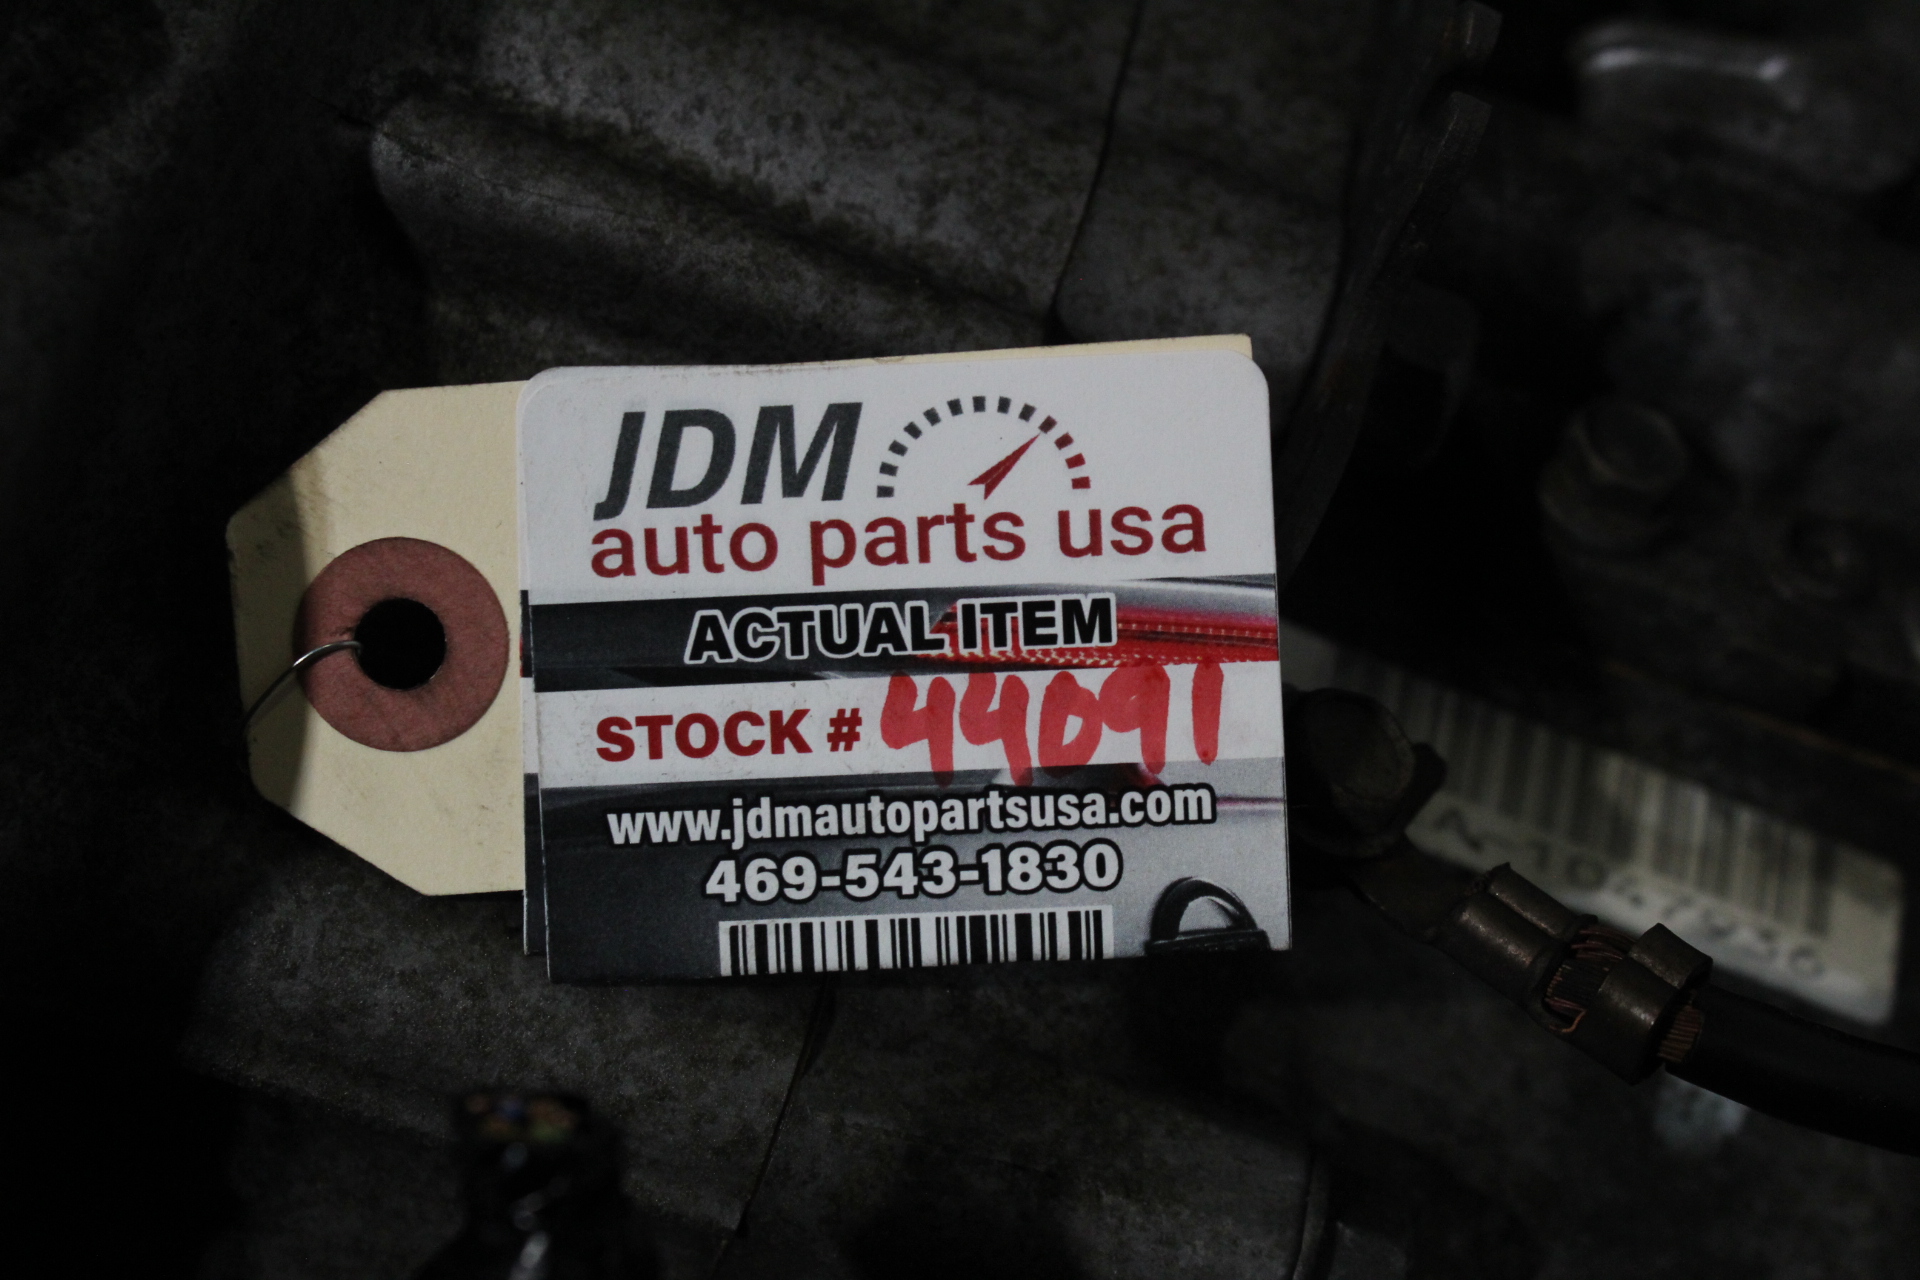 JDM
auto parts usa
ACTUAL ITEM
STOCK # 44091
www.jdmautopartsusa.com
469-543-1830